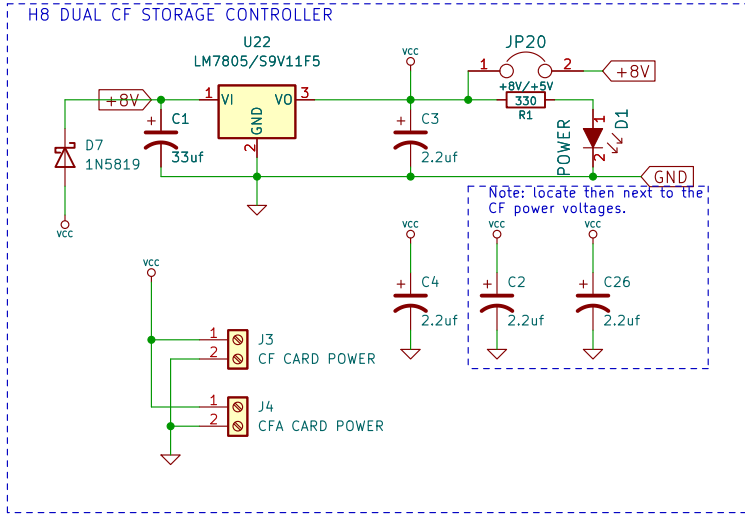 H8 DUAL CF STORAGE CONTROLLER
U22
LM7805/S9V11F5
vcc
JP20
1
2
+8V
+8V/+5V
330
R1
+8V
1
VI
VO
3
GND
2
C1
33uf
C3
2.2uf
D7
1N5819
vcc
POWER
1
2
D1
GND
Note: locate then next to the
CF power voltages.
vcc
vcc
vcc
C4
2.2uf
C2
2.2uf
C26
2.2uf
vcc
1
2
J3
CF CARD POWER
1
2
J4
CFA CARD POWER
+
+
+
+
+